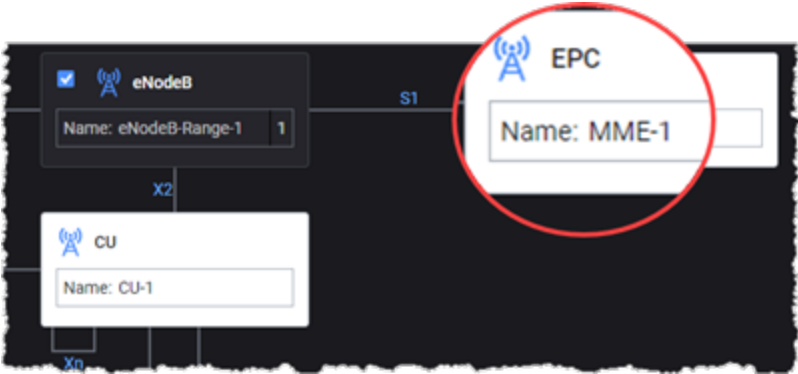 eNodeB
Name: eNodeB-Range-1 1
S1
EPC
Name: MME-1
X2
CU
Name: CU-1
Xn